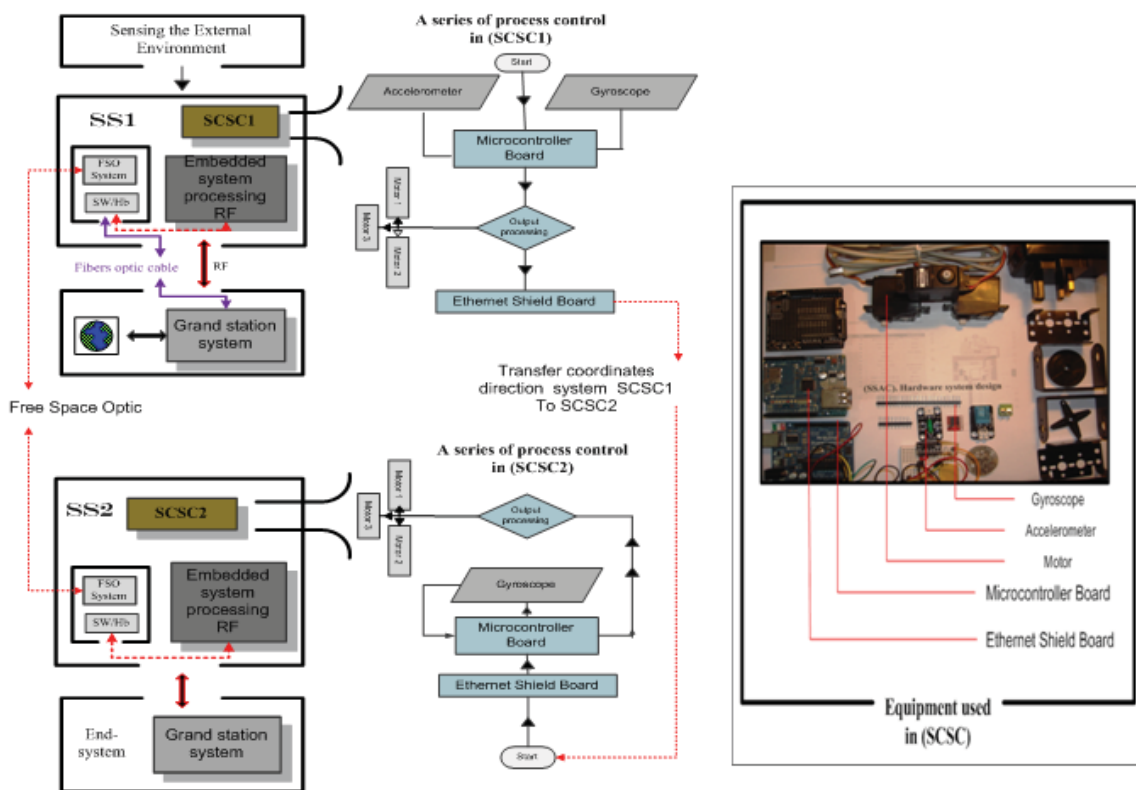 Sensing the External
Environment
SS1
SCSC1
FSO
System
SW/Hb
Embedded
system
processing
RF
Fibers optic cable
RF
Grand station
system
Free Space Optic
A series of process control
in (SCSC1)
Start
Accelerometer
Gyroscope
Microcontroller
Board
Motor 1
Motor 3
Motor 2
Output
processing
Ethernet Shield Board
Transfer coordinates
direction system SCSC1
To SCSC2
SS2
SCSC2
FSO
System
SW/Hb
Embedded
system
processing
RF
End-
system
Grand station
system
A series of process control
in (SCSC2)
Motor 1
Motor 3
Motor 2
Output
processing
Gyroscope
Microcontroller
Board
Ethernet Shield Board
Start
(SSAC). Hardware system design
Gyroscope
Accelerometer
Motor
Microcontroller Board
Ethernet Shield Board
Equipment used
in (SCSC)